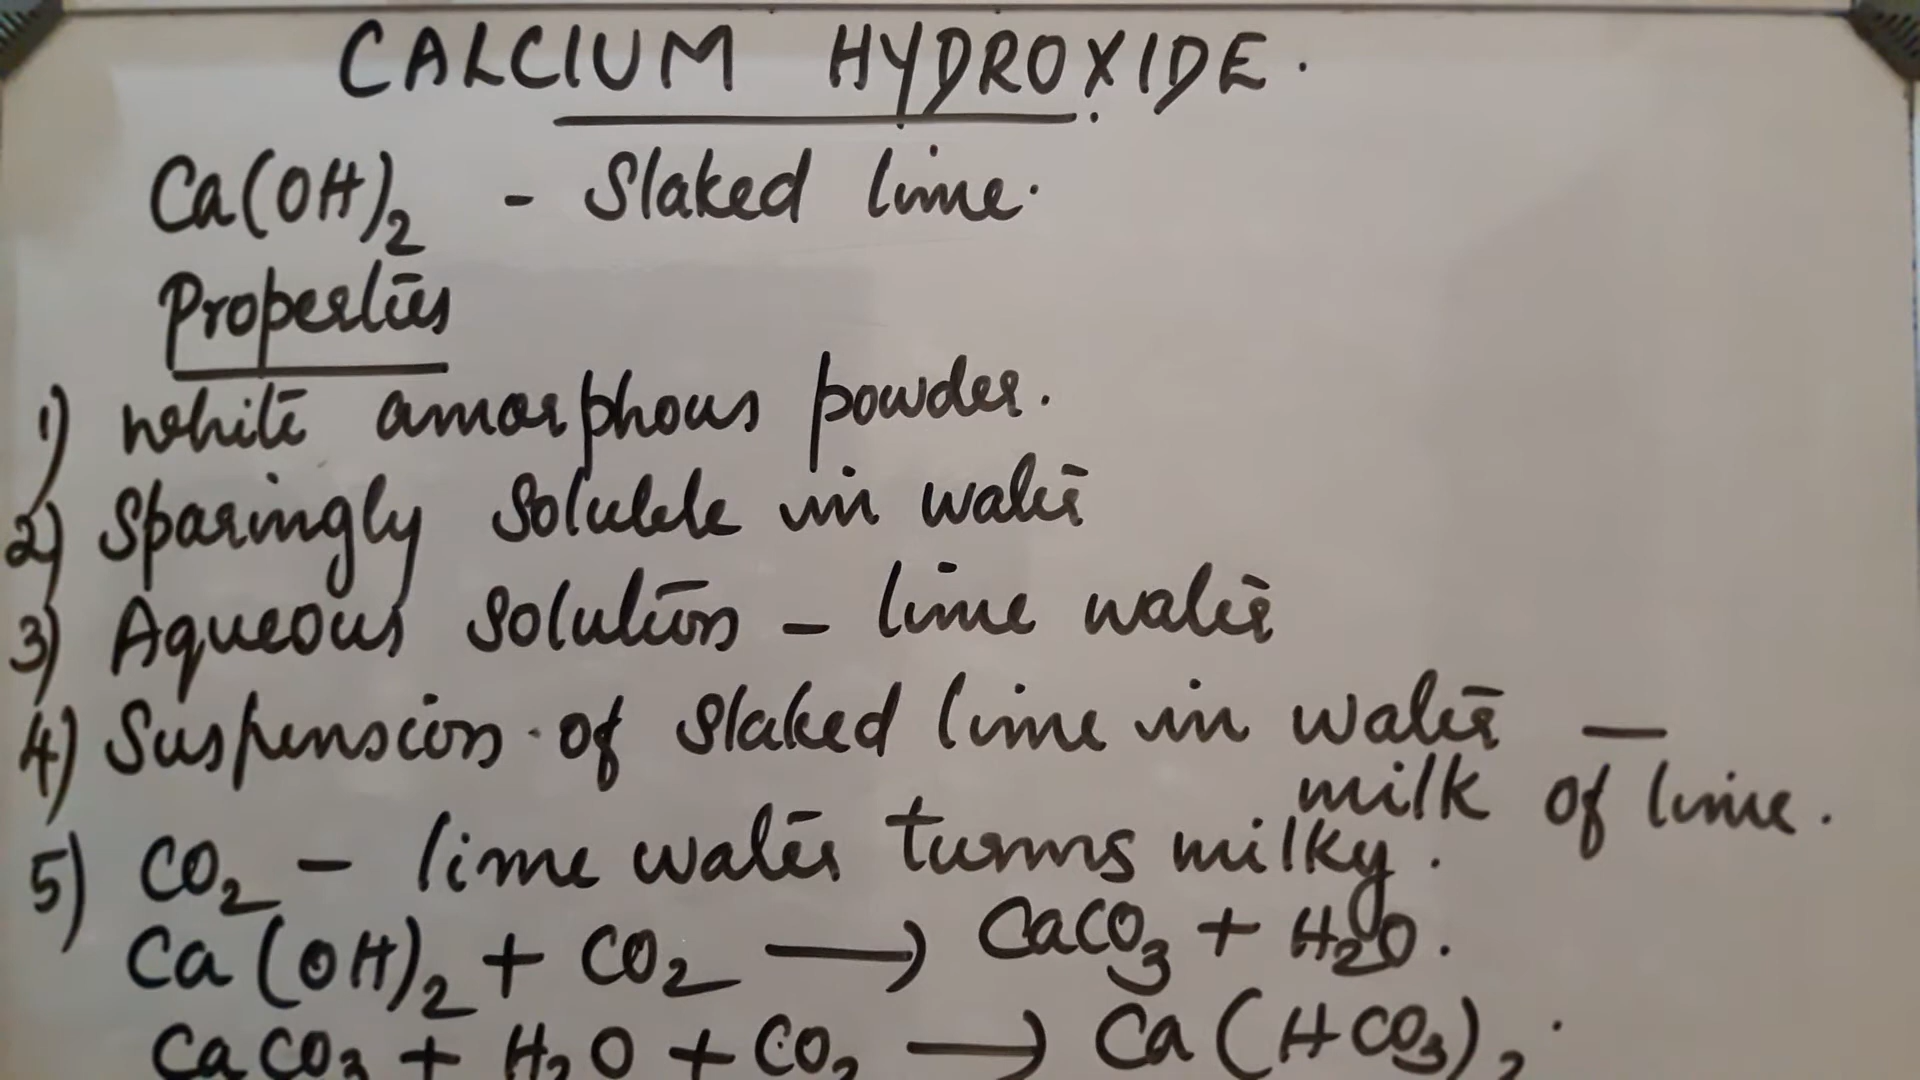 CALCIUM HYDROXIDE.
Ca(OH)₂ - Slaked lime.
Properties
1) White amorphous powder.
2) Sparingly soluble in water
3) Aqueous solution - lime water
4) Suspension of slaked lime in water —
milk of lime.
5) CO₂ - lime water turns milky.
Ca(OH)₂ + CO₂ ⟶ CaCO₃ + H₂O.
CaCO₃ + H₂O + CO₂ ⟶ Ca(HCO₃)₂.